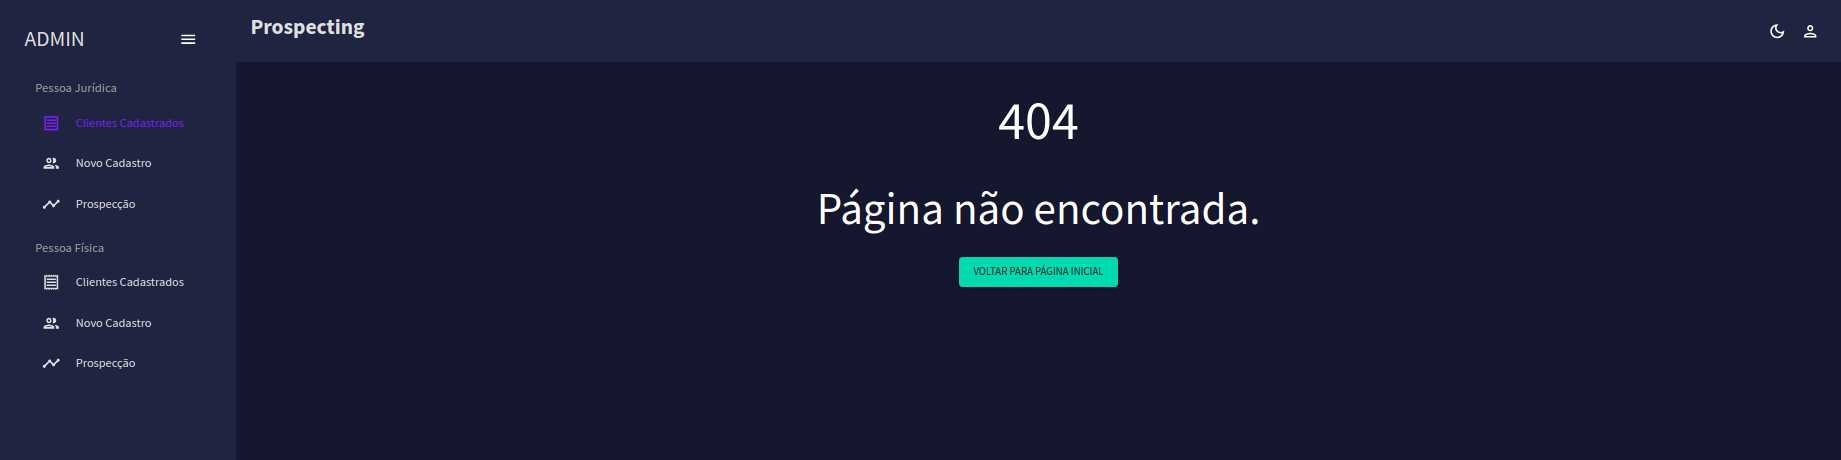 ADMIN
Pessoa Jurídica
Clientes Cadastrados
Novo Cadastro
Prospecção
Pessoa Física
Clientes Cadastrados
Novo Cadastro
Prospecção
Prospecting
404
Página não encontrada.
VOLTAR PARA PÁGINA INICIAL